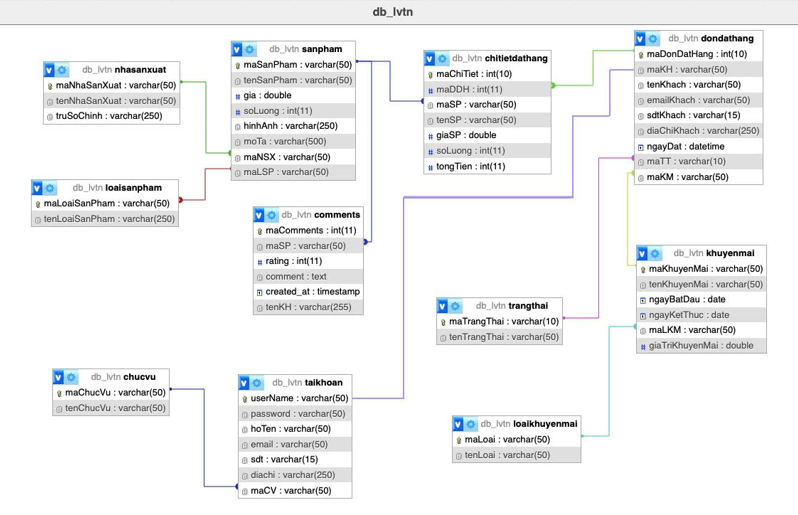 db_lvtn
db_lvtn nhasanxuat
maNhaSanXuat : varchar(50)
tenNhaSanXuat : varchar(50)
truSoChinh : varchar(250)
db_lvtn sanpham
maSanPham : varchar(50)
tenSanPham : varchar(50)
gia : double
soLuong : int(11)
hinhAnh : varchar(250)
moTa : varchar(500)
maNSX : varchar(50)
maLSP : varchar(50)
db_lvtn chitietdathang
maChiTiet : int(10)
maDDH : int(11)
maSP : varchar(50)
tenSP : varchar(50)
giaSP : double
soLuong : int(11)
tongTien : int(11)
db_lvtn dondathang
maDonDatHang : int(10)
maKH : varchar(50)
tenKhach : varchar(50)
emailKhach : varchar(50)
sdtKhach : varchar(15)
diaChiKhach : varchar(250)
ngayDat : datetime
maTT : varchar(10)
maKM : varchar(50)
db_lvtn loaisanpham
maLoaiSanPham : varchar(50)
tenLoaiSanPham : varchar(250)
db_lvtn comments
maComments : int(11)
maSP : varchar(50)
rating : int(11)
comment : text
created_at : timestamp
tenKH : varchar(255)
db_lvtn khuyenmai
maKhuyenMai : varchar(50)
tenKhuyenMai : varchar(50)
ngayBatDau : date
ngayKetThuc : date
maLKM : varchar(50)
giaTriKhuyenMai : double
db_lvtn trangthai
maTrangThai : varchar(10)
tenTrangThai : varchar(50)
db_lvtn chucvu
maChucVu : varchar(50)
tenChucVu : varchar(50)
db_lvtn taikhoan
userName : varchar(50)
password : varchar(50)
hoTen : varchar(50)
email : varchar(50)
sdt : varchar(15)
diachi : varchar(250)
maCV : varchar(50)
db_lvtn loaikhuyenmai
maLoai : varchar(50)
tenLoai : varchar(50)